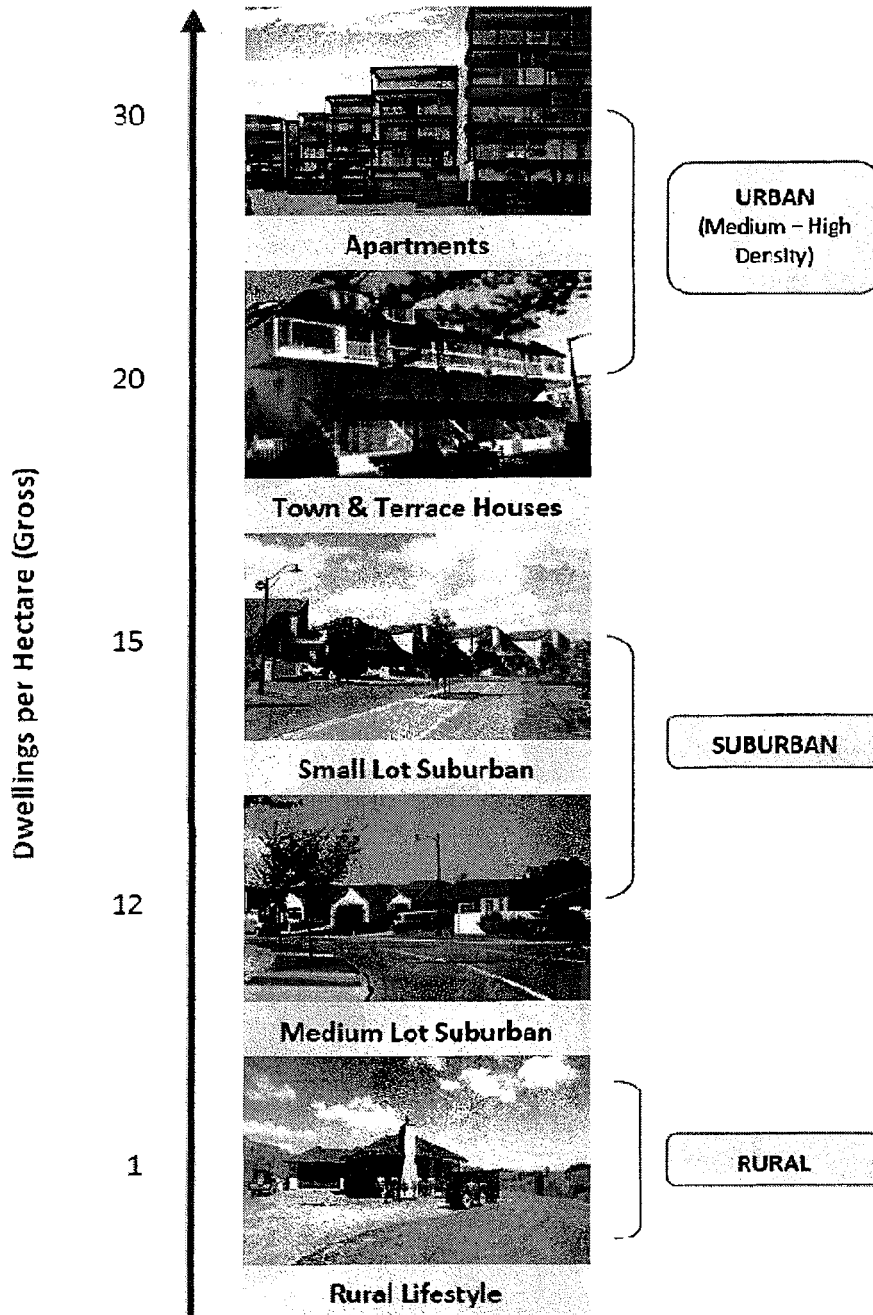 Dwellings per Hectare (Gross)
30
Apartments
URBAN
(Medium – High
Density)
20
Town & Terrace Houses
15
Small Lot Suburban
SUBURBAN
12
Medium Lot Suburban
1
Rural Lifestyle
RURAL